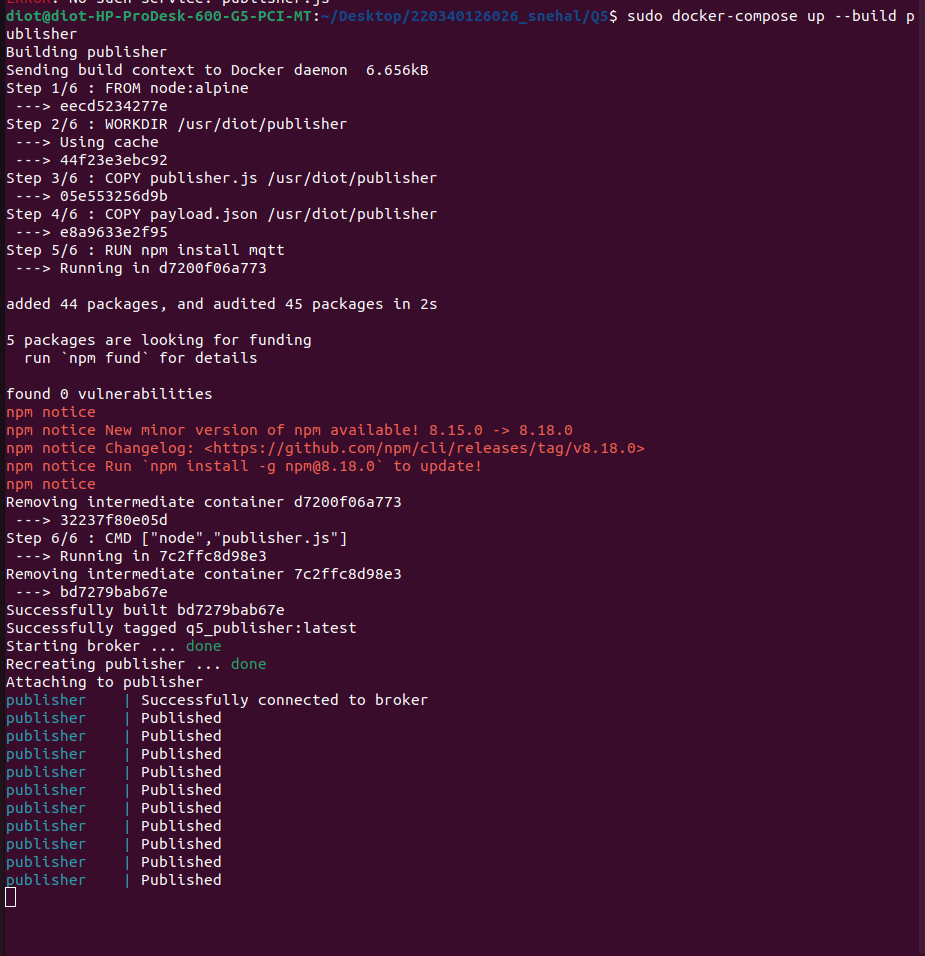 ERROR: No such service: publisher.js
diot@diot-HP-ProDesk-600-G5-PCI-MT:~/Desktop/220340126026_snehal/Q5$ sudo docker-compose up --build p
ublisher
Building publisher
Sending build context to Docker daemon  6.656kB
Step 1/6 : FROM node:alpine
 ---> eecd5234277e
Step 2/6 : WORKDIR /usr/diot/publisher
 ---> Using cache
 ---> 44f23e3ebc92
Step 3/6 : COPY publisher.js /usr/diot/publisher
 ---> 05e553256d9b
Step 4/6 : COPY payload.json /usr/diot/publisher
 ---> e8a9633e2f95
Step 5/6 : RUN npm install mqtt
 ---> Running in d7200f06a773
added 44 packages, and audited 45 packages in 2s
5 packages are looking for funding
  run `npm fund` for details
found 0 vulnerabilities
npm notice
npm notice New minor version of npm available! 8.15.0 -> 8.18.0
npm notice Changelog: <https://github.com/npm/cli/releases/tag/v8.18.0>
npm notice Run `npm install -g npm@8.18.0` to update!
npm notice
Removing intermediate container d7200f06a773
 ---> 32237f80e05d
Step 6/6 : CMD ["node","publisher.js"]
 ---> Running in 7c2ffc8d98e3
Removing intermediate container 7c2ffc8d98e3
 ---> bd7279bab67e
Successfully built bd7279bab67e
Successfully tagged q5_publisher:latest
Starting broker ... done
Recreating publisher ... done
Attaching to publisher
publisher    | Successfully connected to broker
publisher    | Published
publisher    | Published
publisher    | Published
publisher    | Published
publisher    | Published
publisher    | Published
publisher    | Published
publisher    | Published
publisher    | Published
publisher    | Published